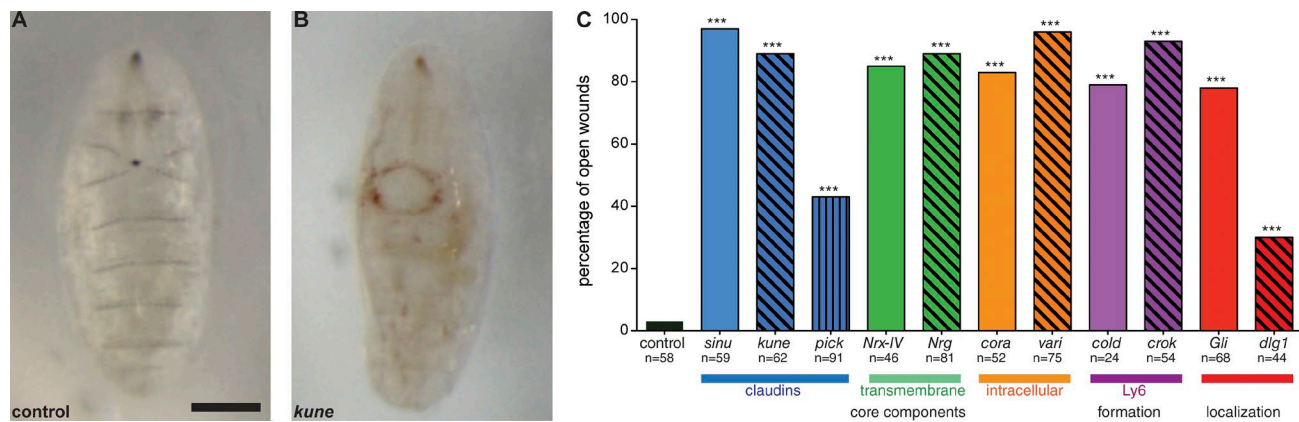 A
control
B
kune
C
percentage of open wounds
100
80
60
40
20
0
*** *** *** *** *** *** *** *** *** *** ***
control sinu kune pick Nrx-IV Nrg cora vari cold crok Gli dlg1
n=58 n=59 n=62 n=91 n=46 n=81 n=52 n=75 n=24 n=54 n=68 n=44
claudins transmembrane intracellular Ly6
core components formation localization